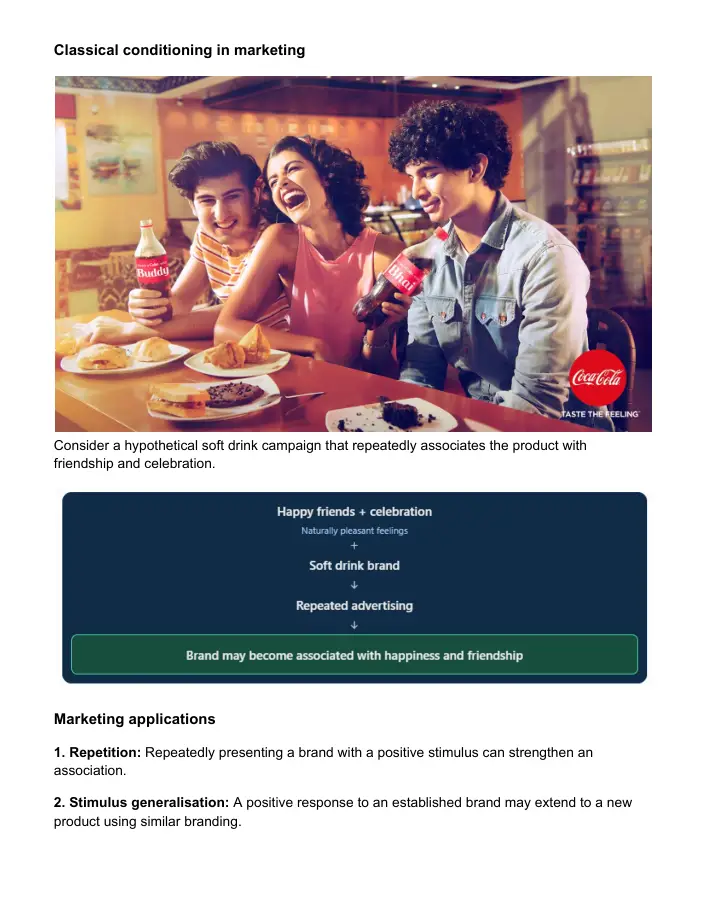 Classical conditioning in marketing
Buddy
Bhai
Coca-Cola
TASTE THE FEELING
Consider a hypothetical soft drink campaign that repeatedly associates the product with
friendship and celebration.
Happy friends + celebration
Naturally pleasant feelings
+
Soft drink brand
↓
Repeated advertising
↓
Brand may become associated with happiness and friendship
Marketing applications
1. Repetition: Repeatedly presenting a brand with a positive stimulus can strengthen an
association.
2. Stimulus generalisation: A positive response to an established brand may extend to a new
product using similar branding.